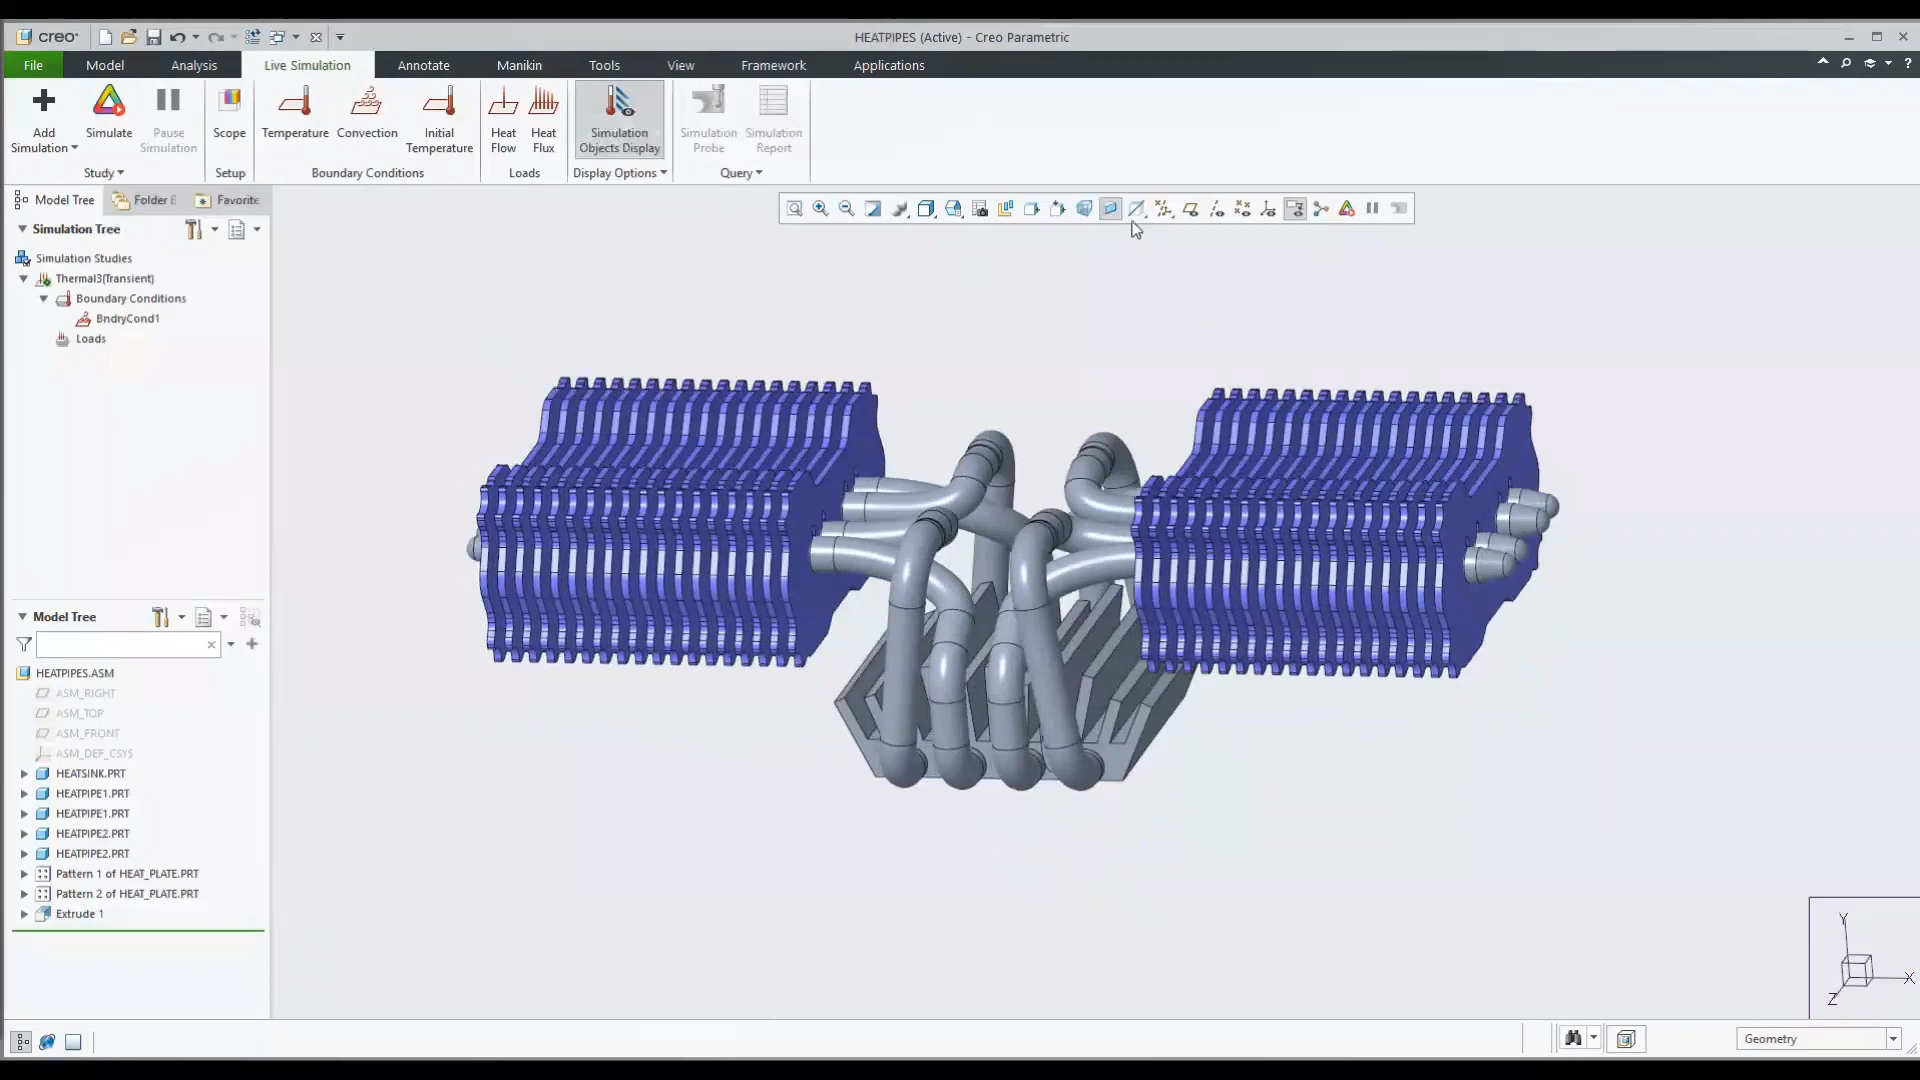 creo
HEATPIPES (Active) - Creo Parametric
File Model Analysis Live Simulation Annotate Manikin Tools View Framework Applications
Add Simulation
Simulate
Pause Simulation
Scope
Temperature
Convection
Initial Temperature
Heat Flow
Heat Flux
Simulation Objects Display
Simulation Probe
Simulation Report
Study Setup Boundary Conditions Loads Display Options Query
Model Tree Folder Favorite
Simulation Tree
Simulation Studies
Thermal3(Transient)
Boundary Conditions
BndryCond1
Loads
Model Tree
HEATPIPES.ASM
ASM_RIGHT
ASM_TOP
ASM_FRONT
ASM_DEF_CSYS
HEATSINK.PRT
HEATPIPE1.PRT
HEATPIPE1.PRT
HEATPIPE2.PRT
HEATPIPE2.PRT
Pattern 1 of HEAT_PLATE.PRT
Pattern 2 of HEAT_PLATE.PRT
Extrude 1
Y
X
Z
Geometry